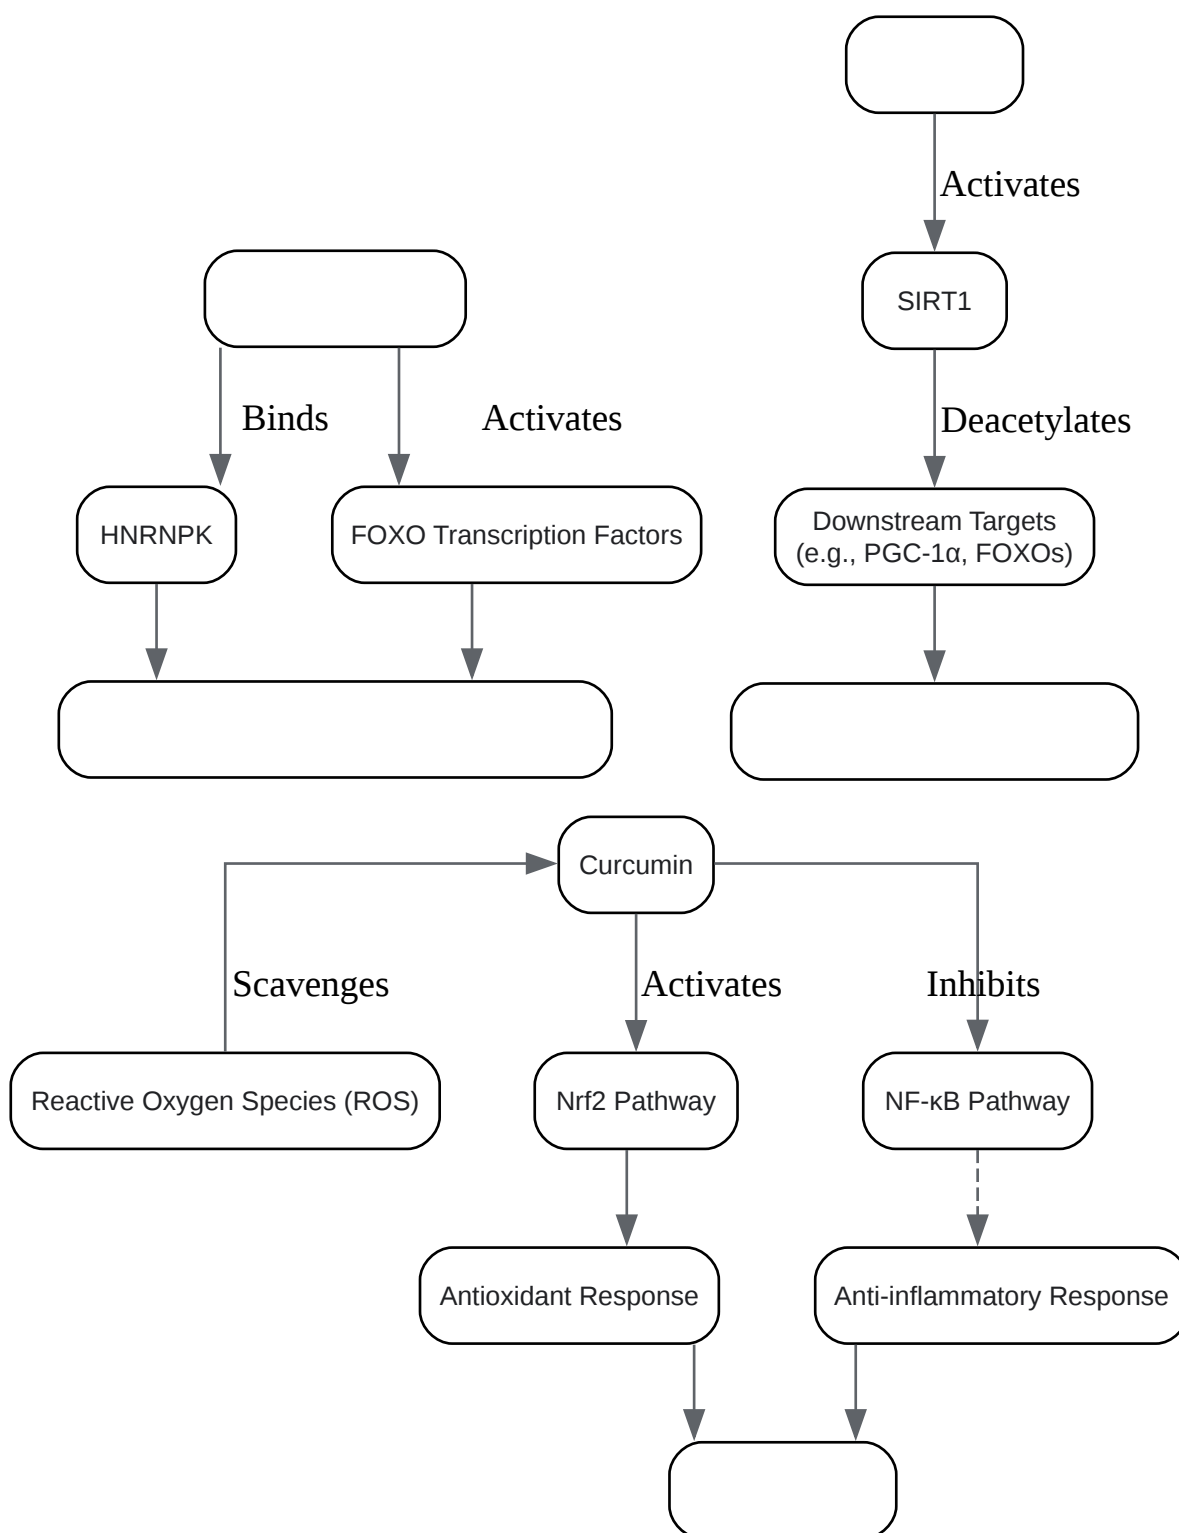 Activates
SIRT1
Binds
Activates
Deacetylates
HNRNPK
FOXO Transcription Factors
Downstream Targets
(e.g., PGC-1α, FOXOs)
Curcumin
Scavenges
Activates
Inhibits
Reactive Oxygen Species (ROS)
Nrf2 Pathway
NF-κB Pathway
Antioxidant Response
Anti-inflammatory Response